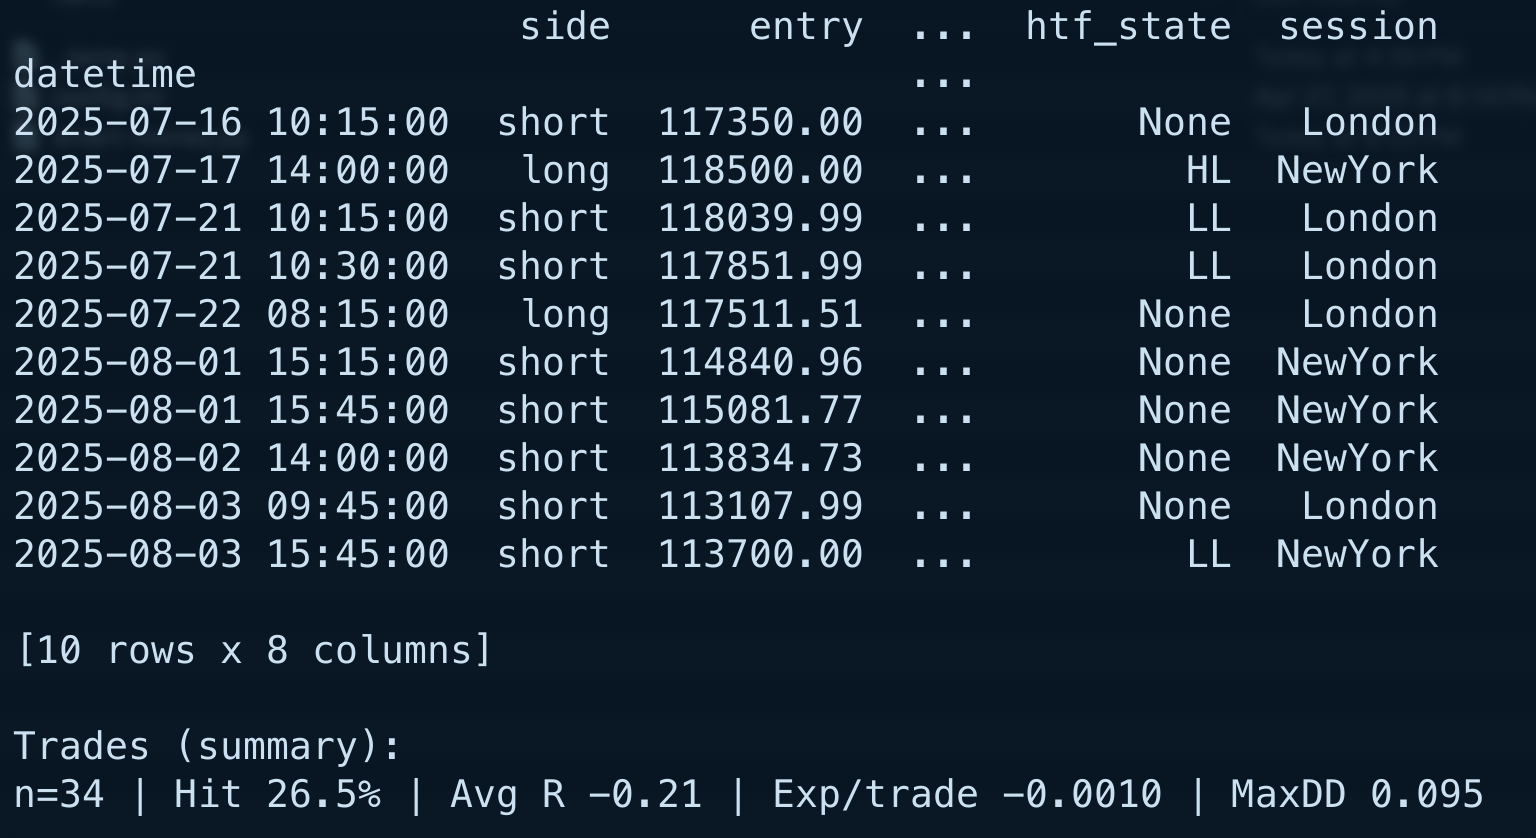 side entry ... htf_state session
datetime ...
2025-07-16 10:15:00 short 117350.00 ... None London
2025-07-17 14:00:00 long 118500.00 ... HL NewYork
2025-07-21 10:15:00 short 118039.99 ... LL London
2025-07-21 10:30:00 short 117851.99 ... LL London
2025-07-22 08:15:00 long 117511.51 ... None London
2025-08-01 15:15:00 short 114840.96 ... None NewYork
2025-08-01 15:45:00 short 115081.77 ... None NewYork
2025-08-02 14:00:00 short 113834.73 ... None NewYork
2025-08-03 09:45:00 short 113107.99 ... None London
2025-08-03 15:45:00 short 113700.00 ... LL NewYork
[10 rows x 8 columns]
Trades (summary):
n=34 | Hit 26.5% | Avg R -0.21 | Exp/trade -0.0010 | MaxDD 0.095